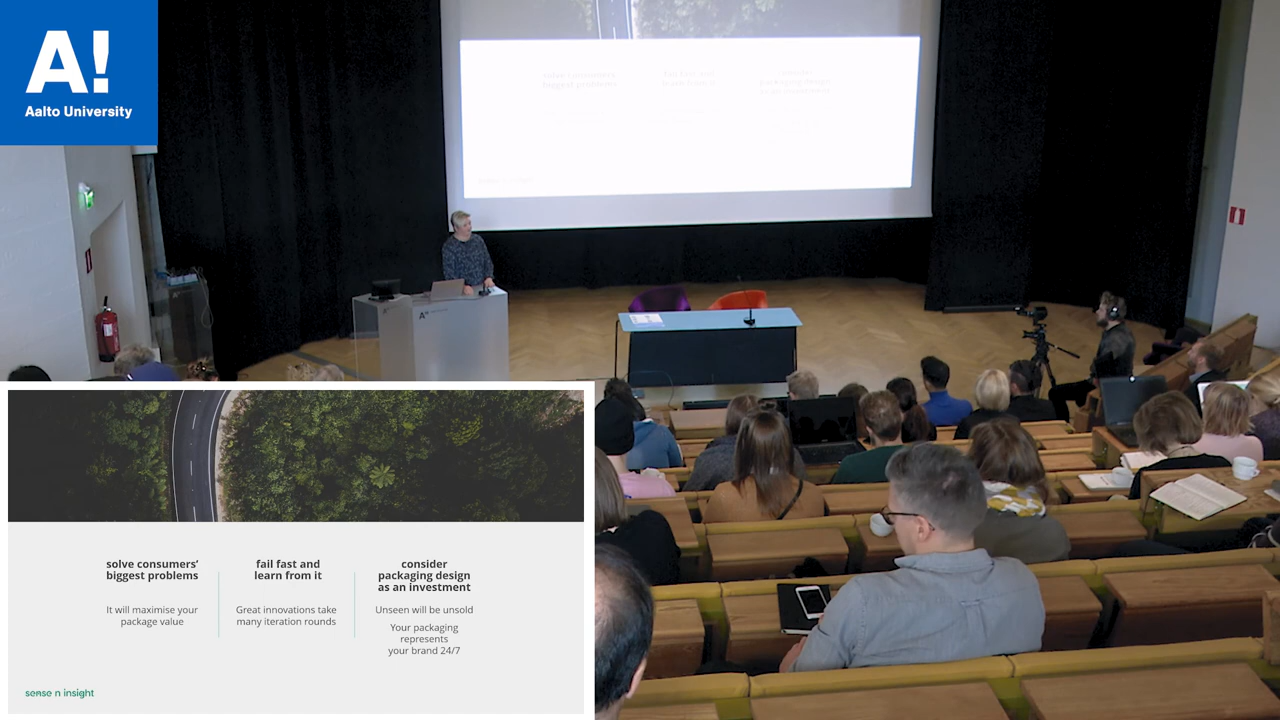 A!
Aalto University
solve consumers'
biggest problems
It will maximise your
package value
fail fast and
learn from it
Great innovations take
many iteration rounds
consider
packaging design
as an investment
Unseen will be unsold
Your packaging
represents
your brand 24/7
sense n insight